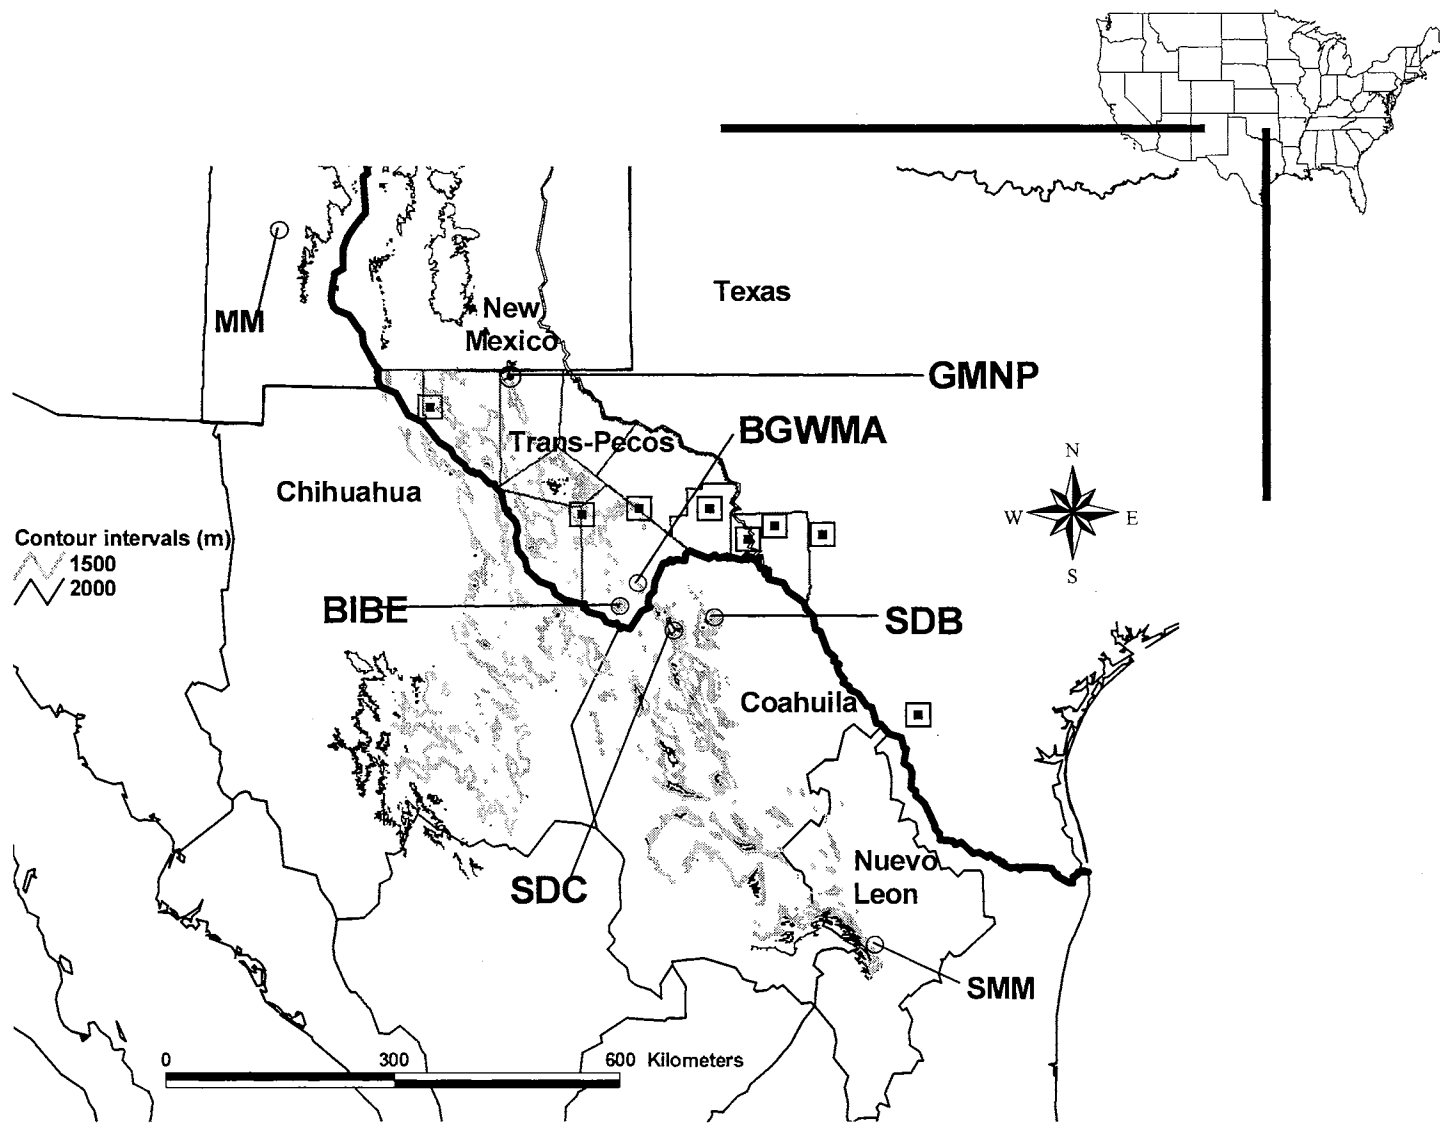 Texas
MM
New
Mexico
GMNP
BGWMA
Trans-Pecos
Chihuahua
N
W
E
S
Contour intervals (m)
1500
2000
BIBE
SDB
Coahuila
Nuevo
Leon
SDC
SMM
0
300
600 Kilometers